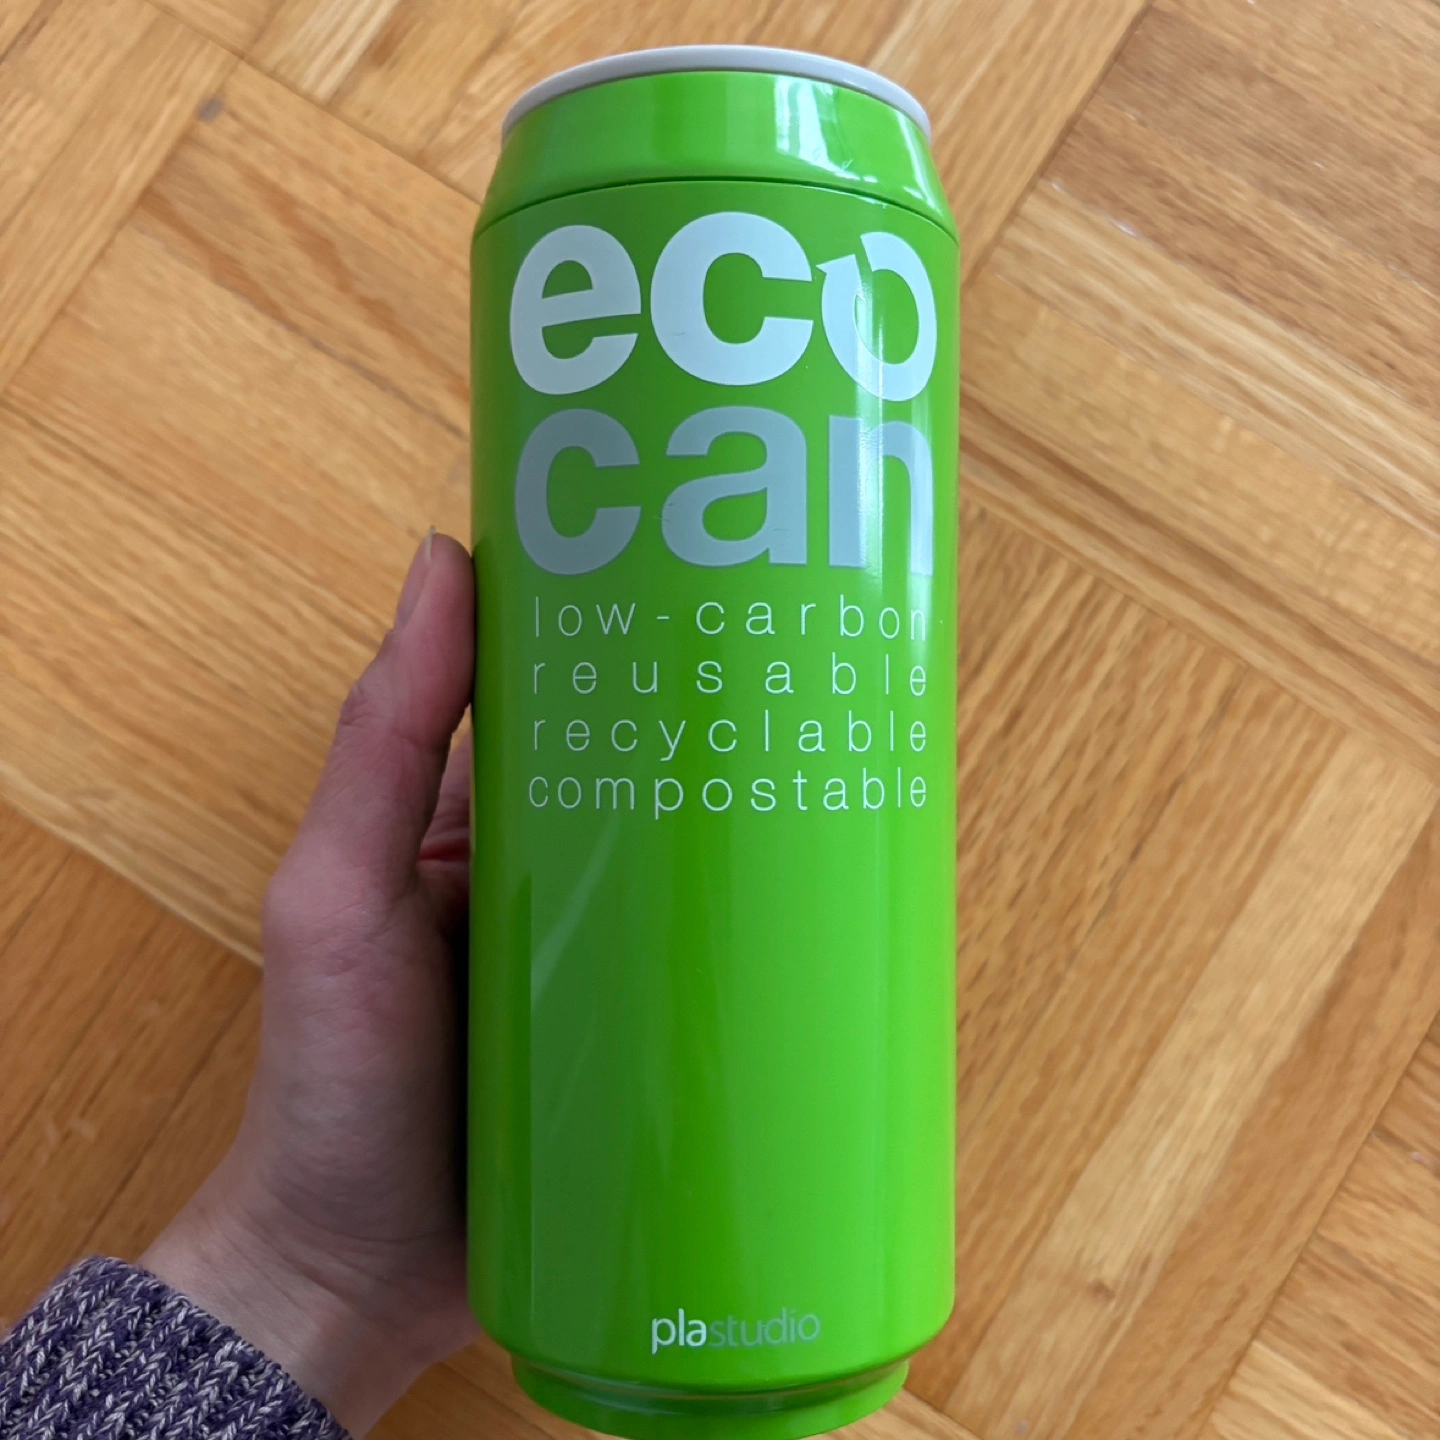 eco
can
low-carbon
reusable
recyclable
compostable
plastudio